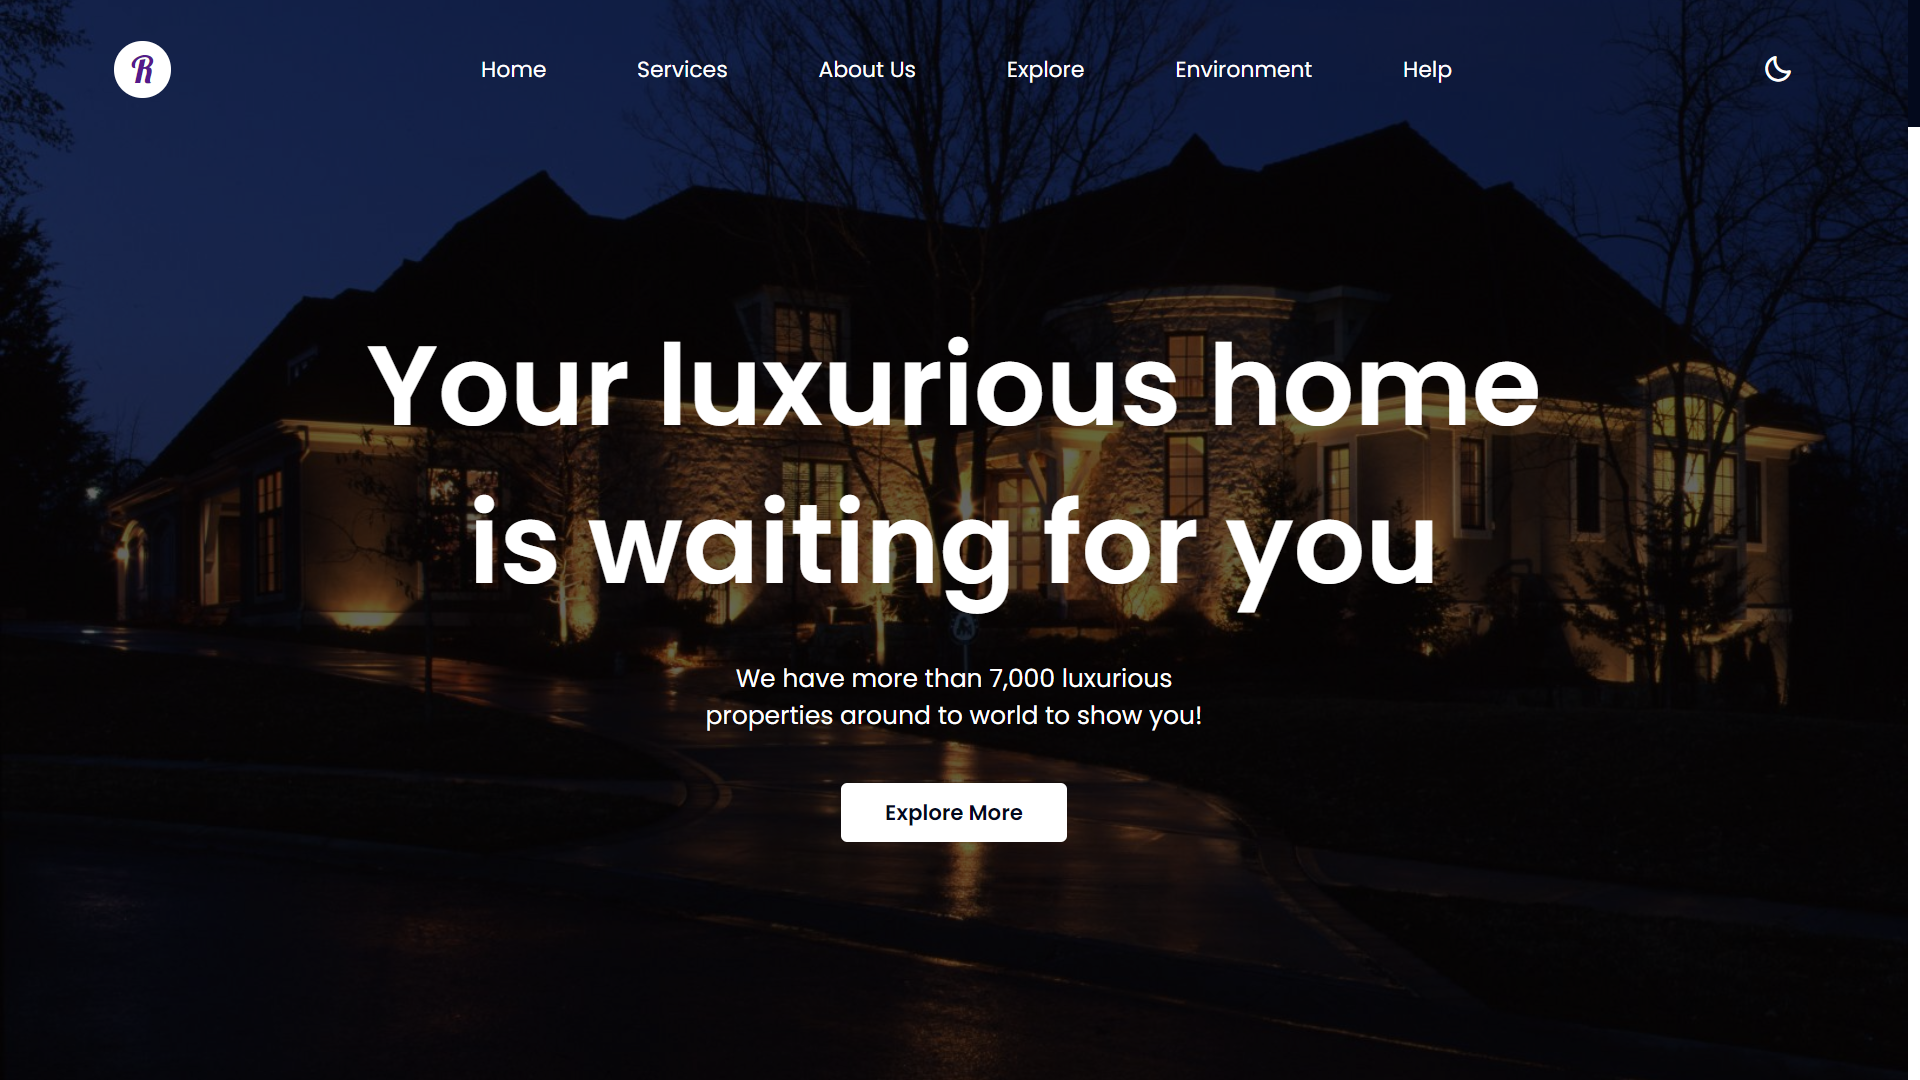 R
Home Services About Us Explore Environment Help
Your luxurious home
is waiting for you
We have more than 7,000 luxurious
properties around to world to show you!
Explore More